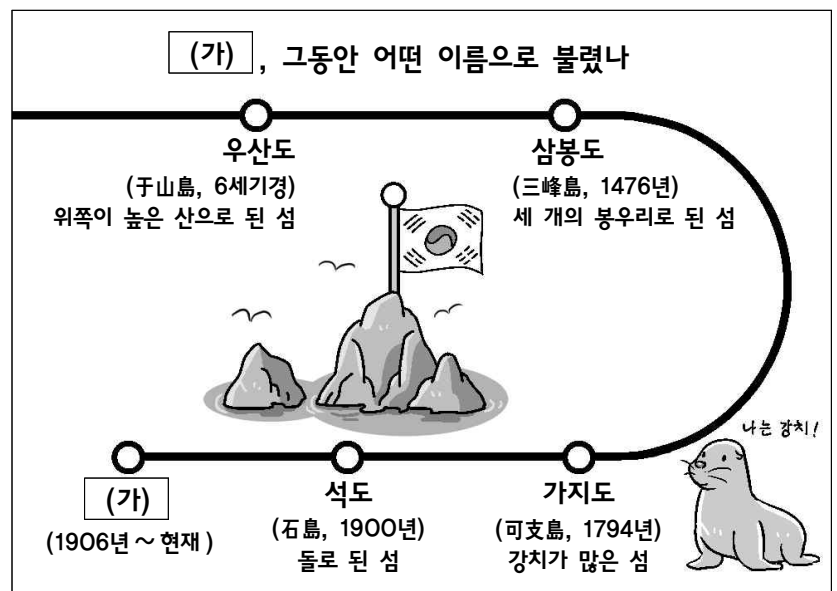 (가) , 그동안 어떤 이름으로 불렸나
우산도
(于山島, 6세기경)
위쪽이 높은 산으로 된 섬
삼봉도
(三峰島, 1476년)
세 개의 봉우리로 된 섬
나는 강치!
(가)
(1906년 ~ 현재)
석도
(石島, 1900년)
돌로 된 섬
가지도
(可支島, 1794년)
강치가 많은 섬